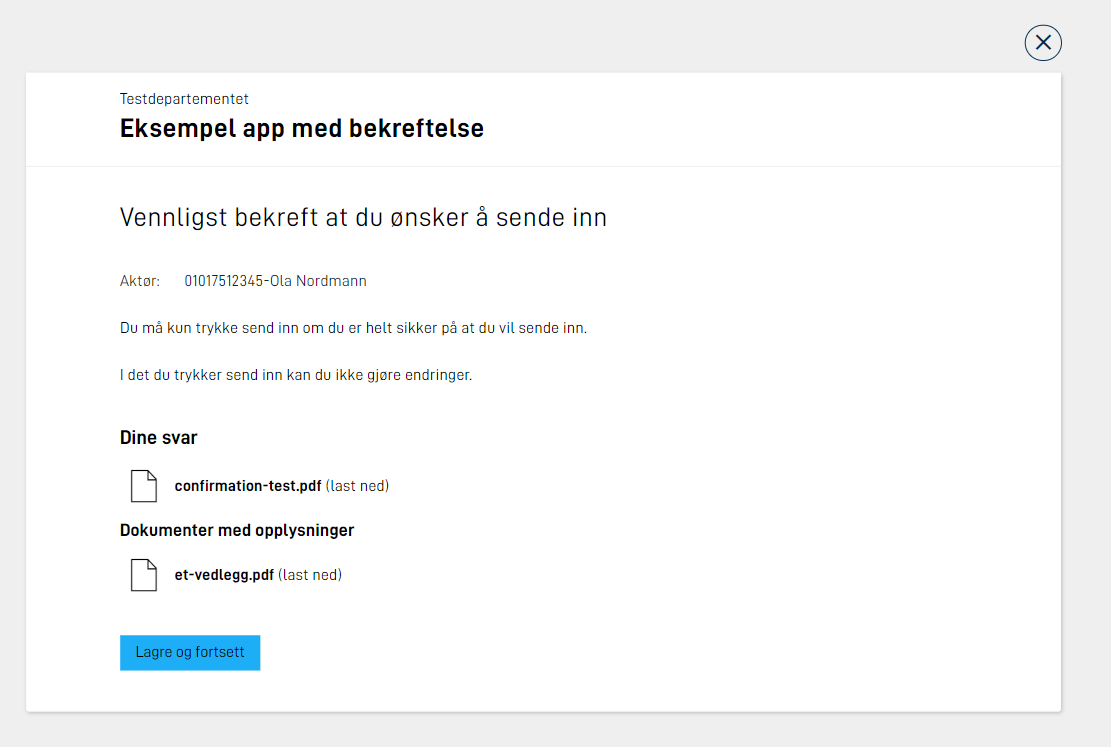 Testdepartementet
Eksempel app med bekreftelse
Vennligst bekreft at du ønsker å sende inn
Aktør: 01017512345-Ola Nordmann
Du må kun trykke send inn om du er helt sikker på at du vil sende inn.
I det du trykker send inn kan du ikke gjøre endringer.
Dine svar
confirmation-test.pdf (last ned)
Dokumenter med opplysninger
et-vedlegg.pdf (last ned)
Lagre og fortsett